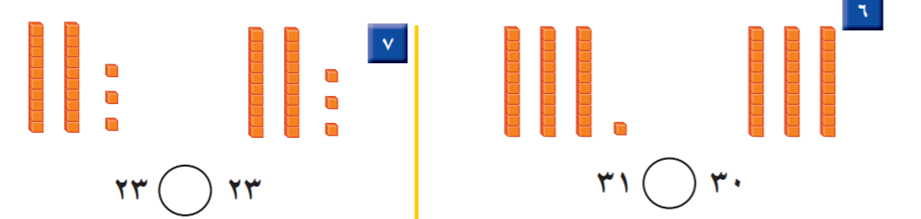 ٦
٣٠ ◯ ٣١
٧
٢٣ ◯ ٢٣